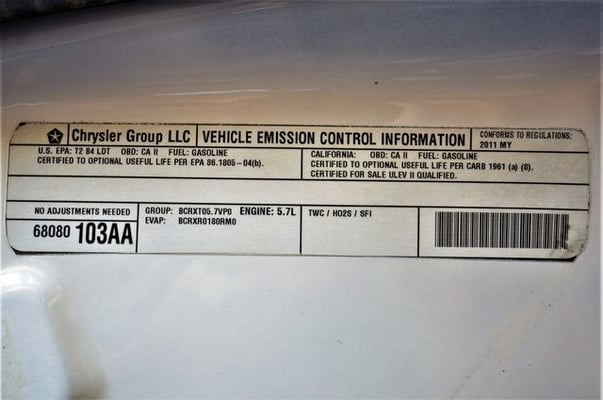 Chrysler Group LLC VEHICLE EMISSION CONTROL INFORMATION CONFORMS TO REGULATIONS:
2011 MY
U.S. EPA: T2 B4 LDT OBD: CA II FUEL: GASOLINE
CERTIFIED TO OPTIONAL USEFUL LIFE PER EPA 86.1805-04(b).
CALIFORNIA: OBD: CA II FUEL: GASOLINE
CERTIFIED TO OPTIONAL USEFUL LIFE PER CARB 1961 (a) (8).
CERTIFIED FOR SALE ULEV II QUALIFIED.
NO ADJUSTMENTS NEEDED
68080 103AA
GROUP: BCRXT05.7VP0 ENGINE: 5.7L
EVAP: BCRXR0180RM0
TWC / HO2S / SFI